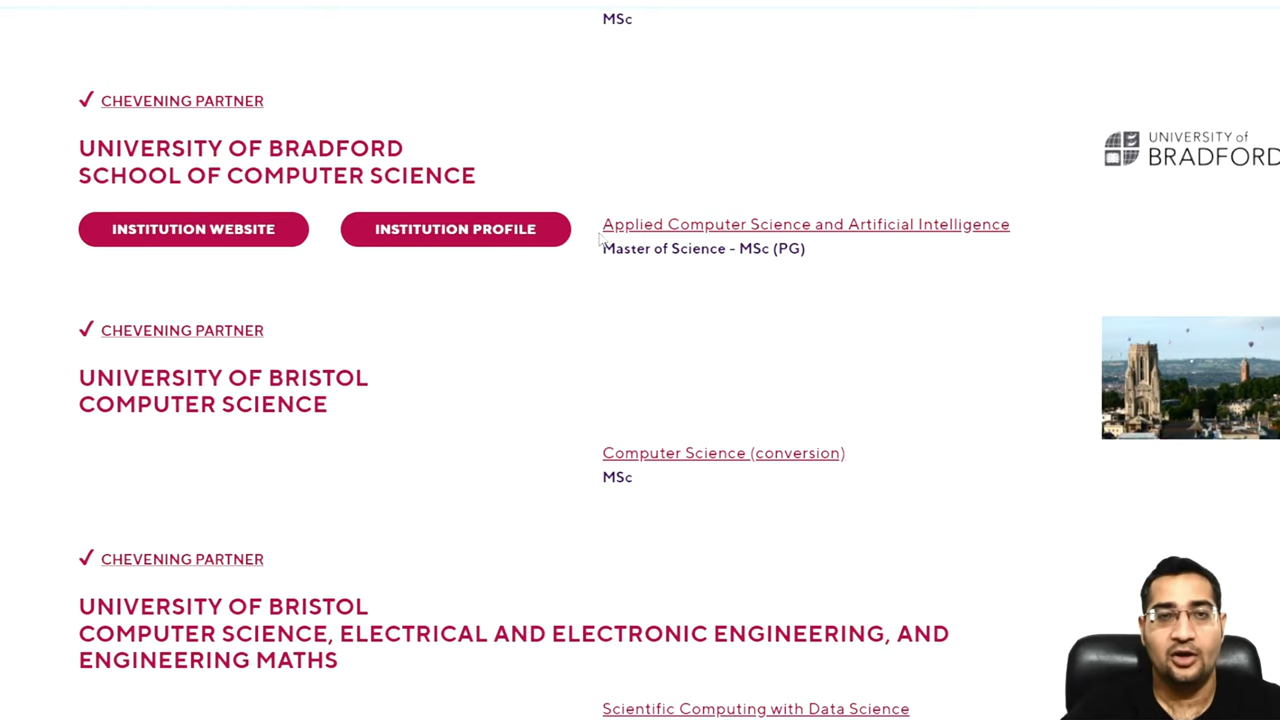 MSc
CHEVENING PARTNER
UNIVERSITY OF BRADFORD
SCHOOL OF COMPUTER SCIENCE
UNIVERSITY of
BRADFORD
INSTITUTION WEBSITE
INSTITUTION PROFILE
Applied Computer Science and Artificial Intelligence
Master of Science - MSc (PG)
CHEVENING PARTNER
UNIVERSITY OF BRISTOL
COMPUTER SCIENCE
Computer Science (conversion)
MSc
CHEVENING PARTNER
UNIVERSITY OF BRISTOL
COMPUTER SCIENCE, ELECTRICAL AND ELECTRONIC ENGINEERING, AND
ENGINEERING MATHS
Scientific Computing with Data Science